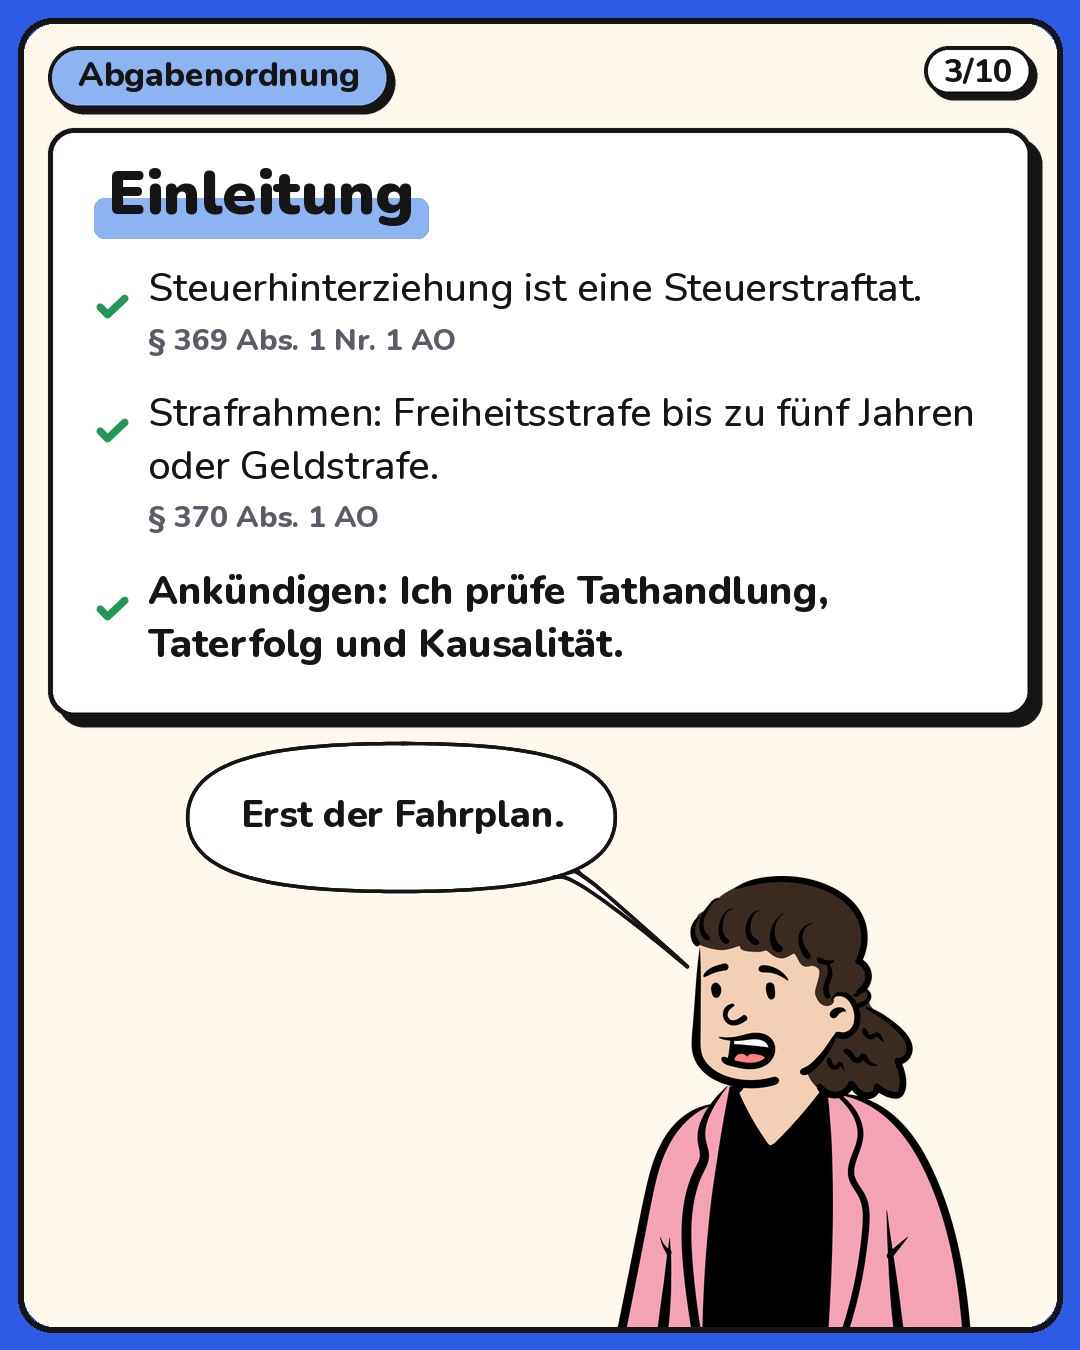 Abgabenordnung
3/10
Einleitung
Steuerhinterziehung ist eine Steuerstraftat.
§ 369 Abs. 1 Nr. 1 AO
Strafrahmen: Freiheitsstrafe bis zu fünf Jahren
oder Geldstrafe.
§ 370 Abs. 1 AO
Ankündigen: Ich prüfe Tathandlung,
Taterfolg und Kausalität.
Erst der Fahrplan.